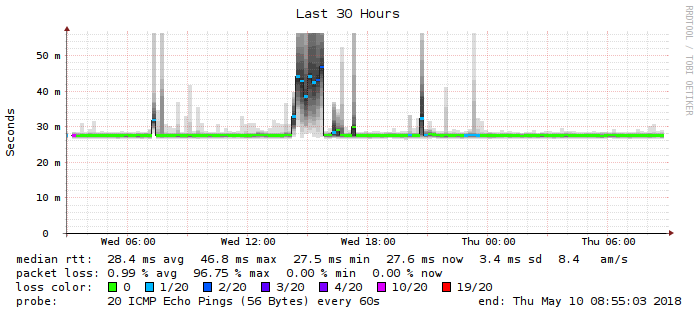 Last 30 Hours
RRDTOOL / TOBI OETIKER
Seconds
50 m
40 m
30 m
20 m
10 m
0
Wed 06:00 Wed 12:00 Wed 18:00 Thu 00:00 Thu 06:00
median rtt: 28.4 ms avg 46.8 ms max 27.5 ms min 27.6 ms now 3.4 ms sd 8.4 am/s
packet loss: 0.99 % avg 96.75 % max 0.00 % min 0.00 % now
loss color: 0 1/20 2/20 3/20 4/20 10/20 19/20
probe: 20 ICMP Echo Pings (56 Bytes) every 60s end: Thu May 10 08:55:03 2018